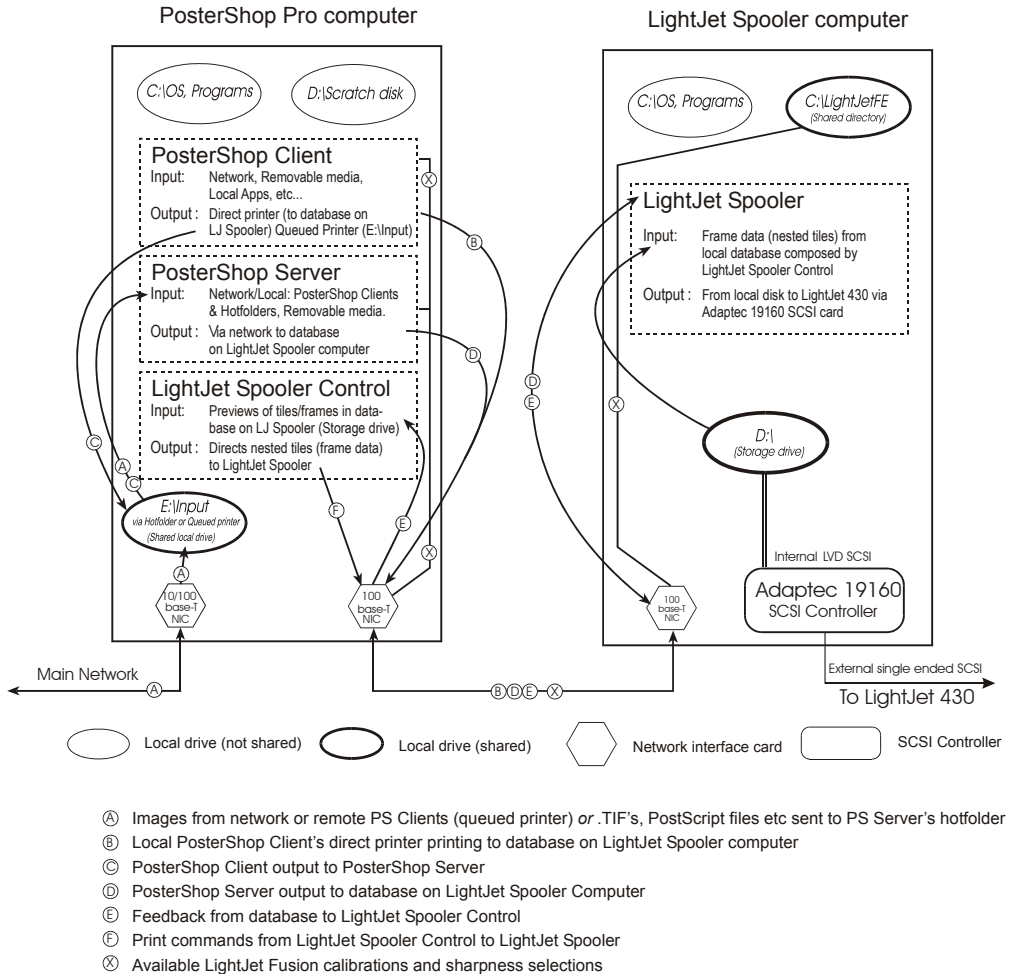 PosterShop Pro computer
LightJet Spooler computer
C:\OS, Programs
D:\Scratch disk
PosterShop Client
Input: Network, Removable media,
Local Apps, etc...
Output : Direct printer (to database on
LJ Spooler) Queued Printer (E:\Input)
PosterShop Server
Input: Network/Local: PosterShop Clients
& Hotfolders, Removable media.
Output : Via network to database
on LightJet Spooler computer
LightJet Spooler Control
Input: Previews of tiles/frames in data-
base on LJ Spooler (Storage drive)
Output : Directs nested tiles (frame data)
to LightJet Spooler
E:\Input
via Hotfolder or Queued printer
(Shared local drive)
10/100
base-T
NIC
100
base-T
NIC
X
B
D
C
A
C
F
E
X
A
C:\OS, Programs
C:\LightJetFE
(Shared directory)
LightJet Spooler
Input: Frame data (nested tiles) from
local database composed by
LightJet Spooler Control
Output : From local disk to LightJet 430 via
Adaptec 19160 SCSI card
D
E
X
D:\
(Storage drive)
Internal LVD SCSI
Adaptec 19160
SCSI Controller
100
base-T
NIC
Main Network
A
B D E X
External single ended SCSI
To LightJet 430
Local drive (not shared)
Local drive (shared)
Network interface card
SCSI Controller
A Images from network or remote PS Clients (queued printer) or .TIF's, PostScript files etc sent to PS Server's hotfolder
B Local PosterShop Client's direct printer printing to database on LightJet Spooler computer
C PosterShop Client output to PosterShop Server
D PosterShop Server output to database on LightJet Spooler Computer
E Feedback from database to LightJet Spooler Control
F Print commands from LightJet Spooler Control to LightJet Spooler
X Available LightJet Fusion calibrations and sharpness selections